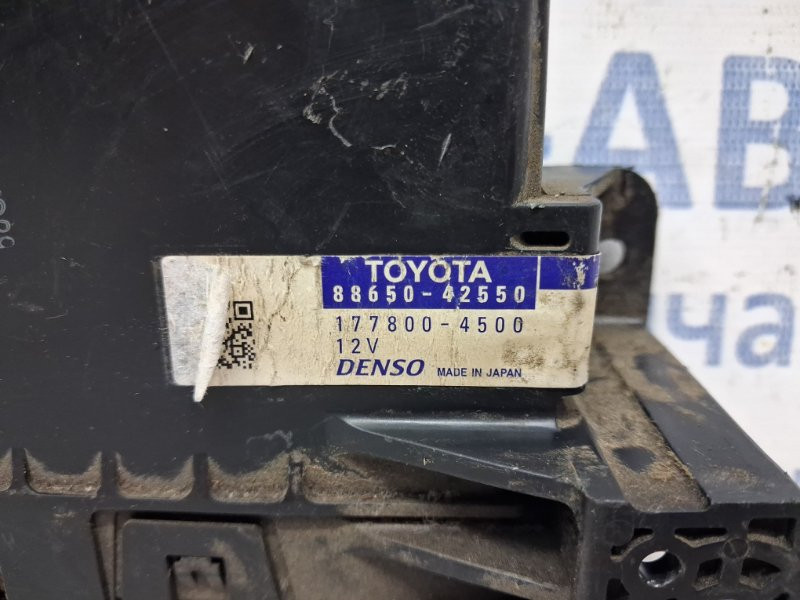 TOYOTA
88650-42550
177800-4500
12V
DENSO MADE IN JAPAN